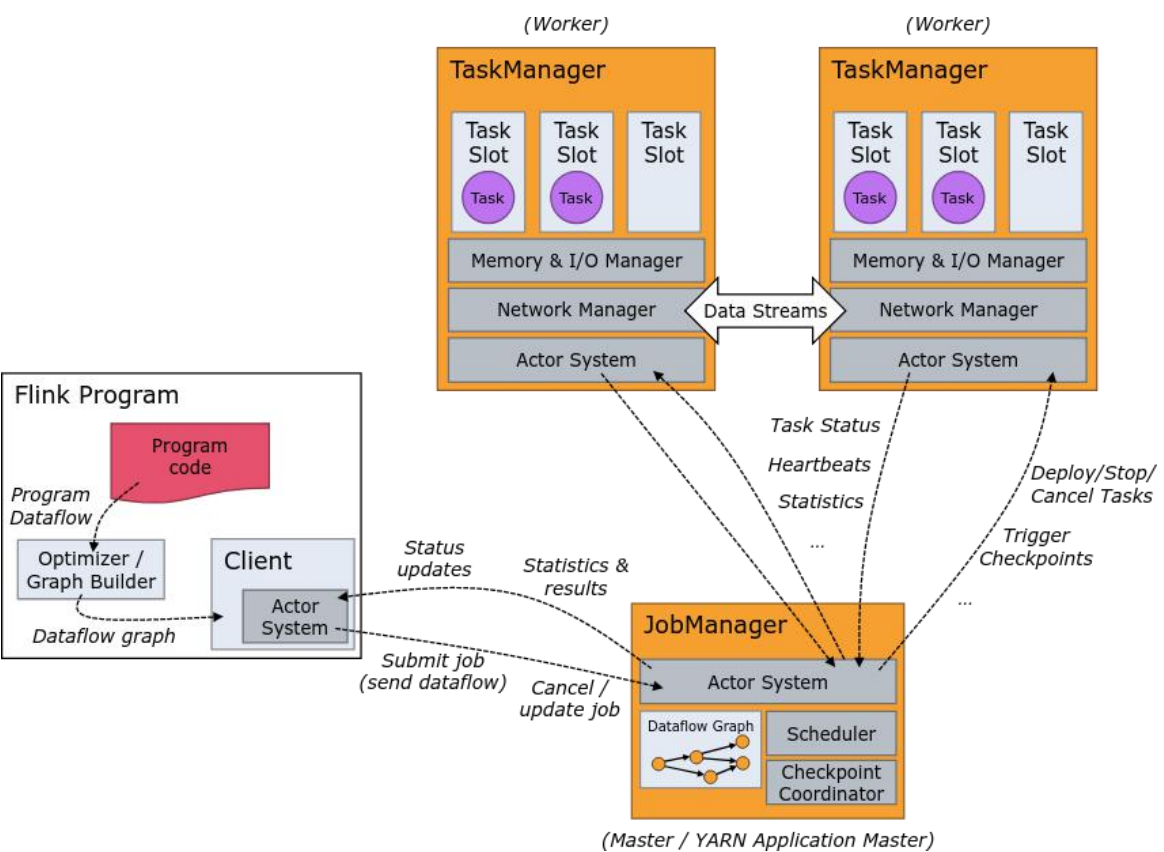 (Worker)
(Worker)
TaskManager
TaskManager
Task
Slot
Task
Task
Slot
Task
Task
Slot
Task
Slot
Task
Task
Slot
Task
Task
Slot
Memory & I/O Manager
Memory & I/O Manager
Network Manager
Data Streams
Network Manager
Actor System
Actor System
Flink Program
Program
code
Program
Dataflow
Optimizer /
Graph Builder
Dataflow graph
Client
Actor
System
Status
updates
Statistics &
results
Submit job
(send dataflow)
Cancel /
update job
Task Status
Heartbeats
Statistics
...
Deploy/Stop/
Cancel Tasks
Trigger
Checkpoints
...
JobManager
Actor System
Dataflow Graph
Scheduler
Checkpoint
Coordinator
(Master / YARN Application Master)